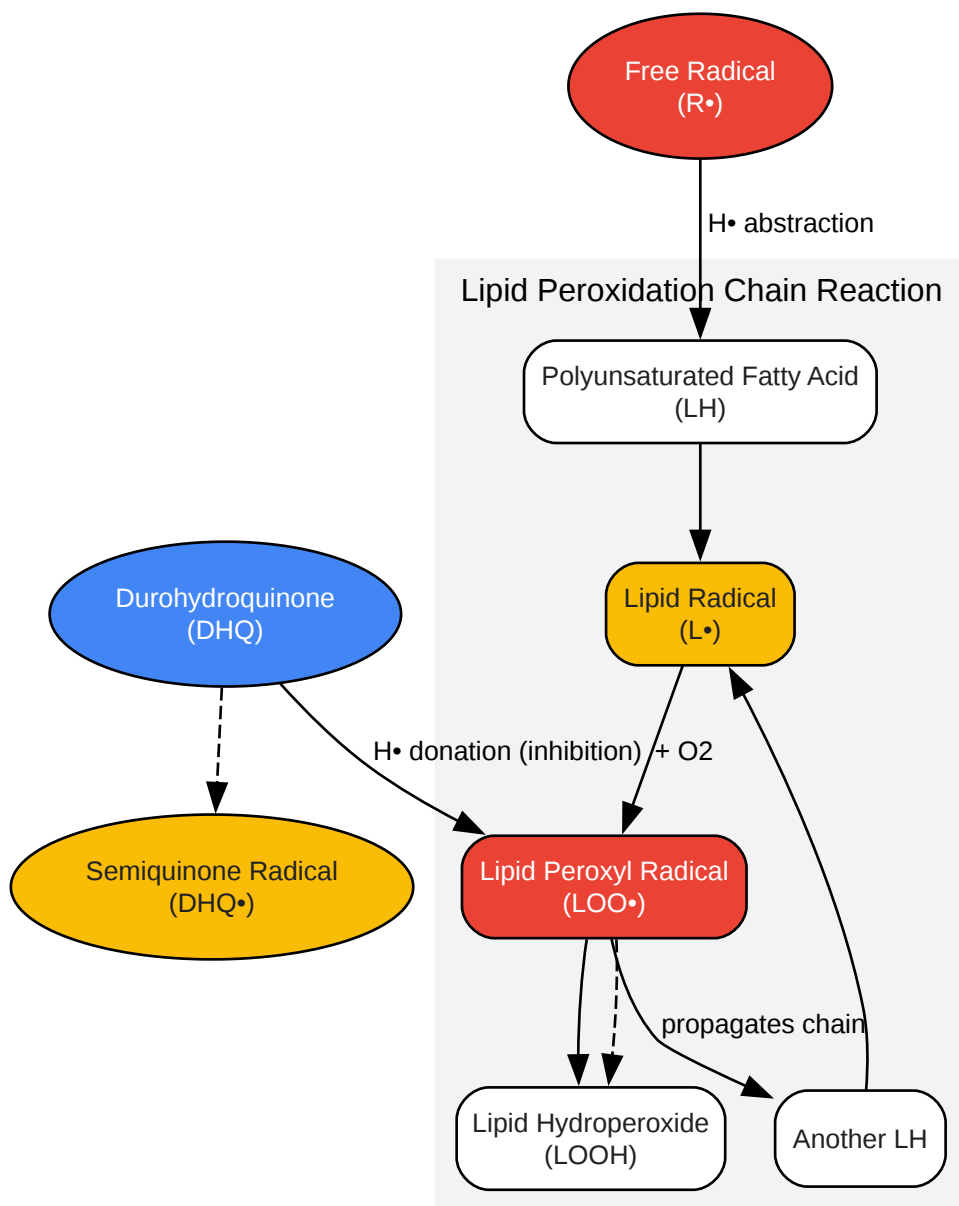 Free Radical
(R•)
H• abstraction
Lipid Peroxidation Chain Reaction
Polyunsaturated Fatty Acid
(LH)
Durohydroquinone
(DHQ)
Lipid Radical
(L•)
H• donation (inhibition)
+ O2
Semiquinone Radical
(DHQ•)
Lipid Peroxyl Radical
(LOO•)
propagates chain
Lipid Hydroperoxide
(LOOH)
Another LH